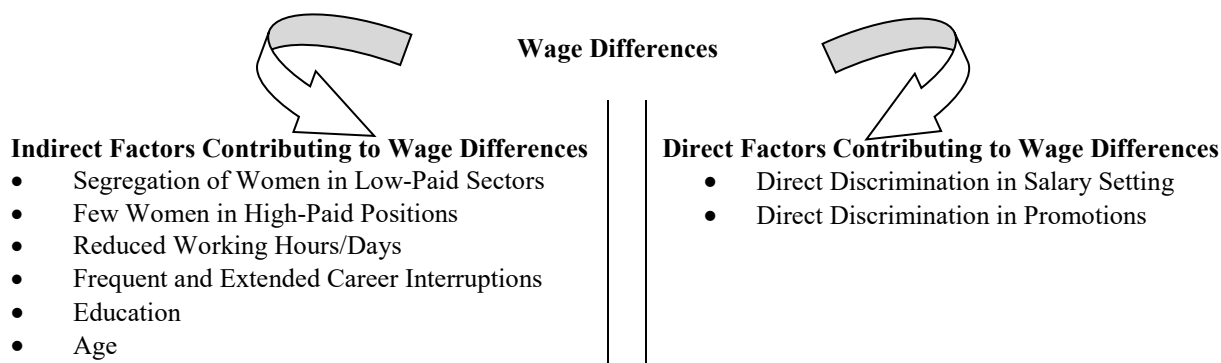 Wage Differences
Indirect Factors Contributing to Wage Differences
• Segregation of Women in Low-Paid Sectors
• Few Women in High-Paid Positions
• Reduced Working Hours/Days
• Frequent and Extended Career Interruptions
• Education
• Age
Direct Factors Contributing to Wage Differences
• Direct Discrimination in Salary Setting
• Direct Discrimination in Promotions